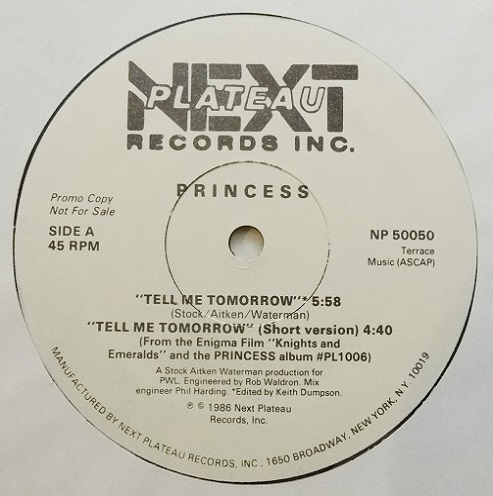 NEXT
PLATEAU
RECORDS INC.
PRINCESS
Promo Copy
Not For Sale
SIDE A
45 RPM
NP 50050
Terrace
Music (ASCAP)
"TELL ME TOMORROW"* 5:58
(Stock/Aitken/Waterman)
"TELL ME TOMORROW" (Short version) 4:40
(From the Enigma Film "Knights and
Emeralds" and the PRINCESS album #PL1006)
A Stock Aitken Waterman production for
PWL. Engineered by Rob Waldron. Mix
engineer Phil Harding. *Edited by Keith Dumpson.
℗ © 1986 Next Plateau
Records, Inc.
MANUFACTURED BY NEXT PLATEAU RECORDS, INC., 1650 BROADWAY, NEW YORK, N.Y. 10019